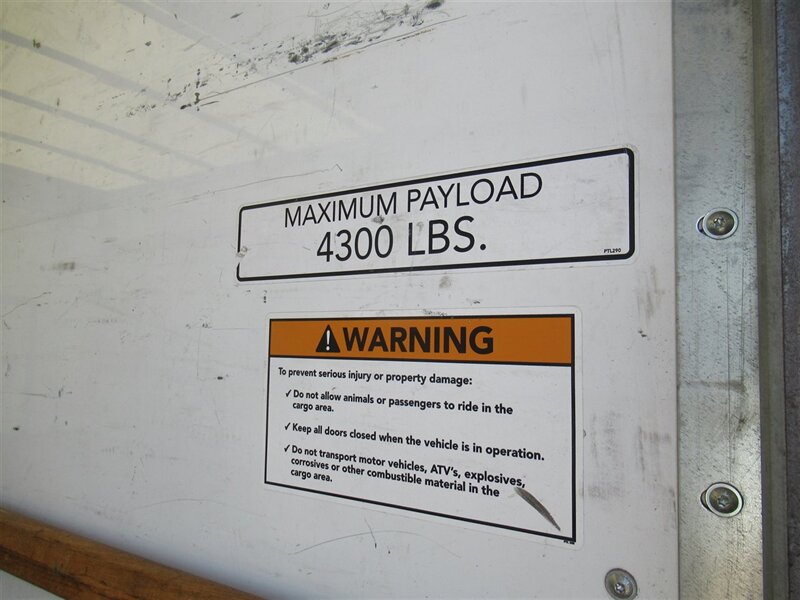 MAXIMUM PAYLOAD
4300 LBS.
PTL290
WARNING
To prevent serious injury or property damage:
✓ Do not allow animals or passengers to ride in the
cargo area.
✓ Keep all doors closed when the vehicle is in operation.
✓ Do not transport motor vehicles, ATV's, explosives,
corrosives or other combustible material in the
cargo area.